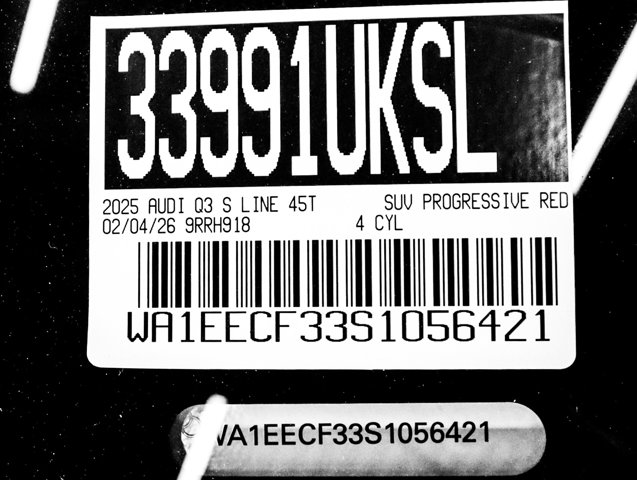 33991UKSL
2025 AUDI Q3 S LINE 45T SUV PROGRESSIVE RED
02/04/26 9RRH918 4 CYL
WA1EECF33S1056421
WA1EECF33S1056421